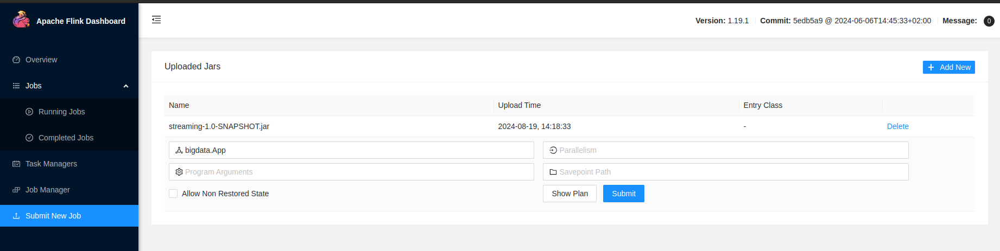 Apache Flink Dashboard
Version: 1.19.1 Commit: 5edb5a9 @ 2024-06-06T14:45:33+02:00 Message: 0
Overview
Jobs
Running Jobs
Completed Jobs
Task Managers
Job Manager
Submit New Job
Uploaded Jars
Add New
Name Upload Time Entry Class
streaming-1.0-SNAPSHOT.jar 2024-08-19, 14:18:33 - Delete
bigdata.App Parallelism
Program Arguments Savepoint Path
Allow Non Restored State Show Plan Submit